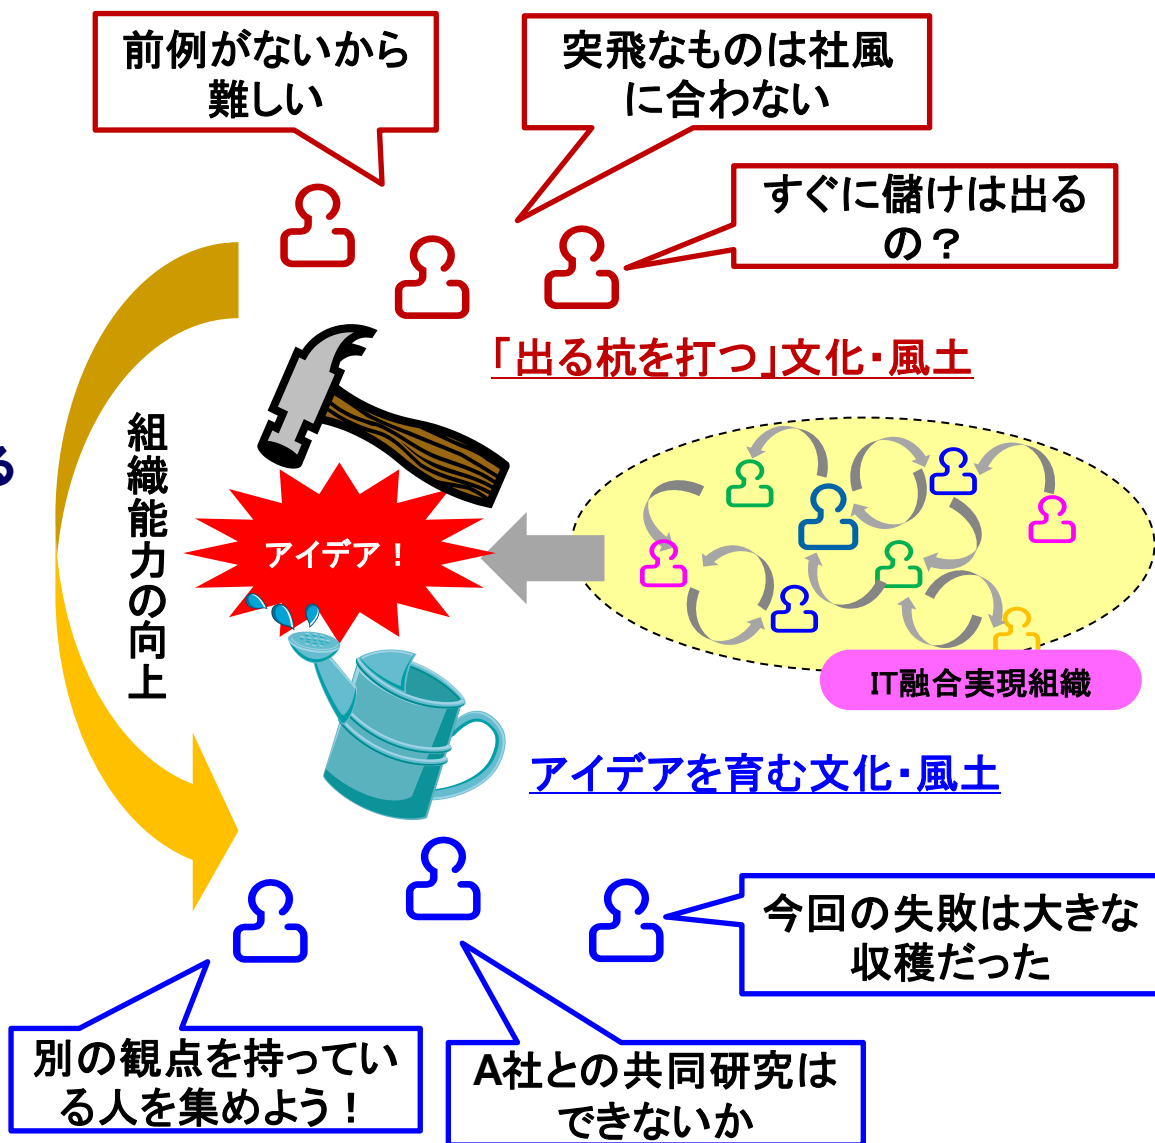 前例がないから
難しい
突飛なものは社風
に合わない
すぐに儲けは出る
の？
「出る杭を打つ」文化・風土
る
組織能力の向上
アイデア！
IT融合実現組織
アイデアを育む文化・風土
今回の失敗は大きな
収穫だった
別の観点を持ってい
る人を集めよう！
A社との共同研究は
できないか